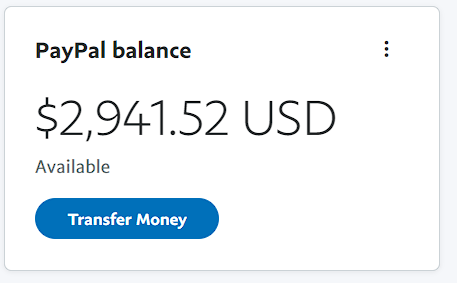 PayPal balance
$2,941.52 USD
Available
Transfer Money